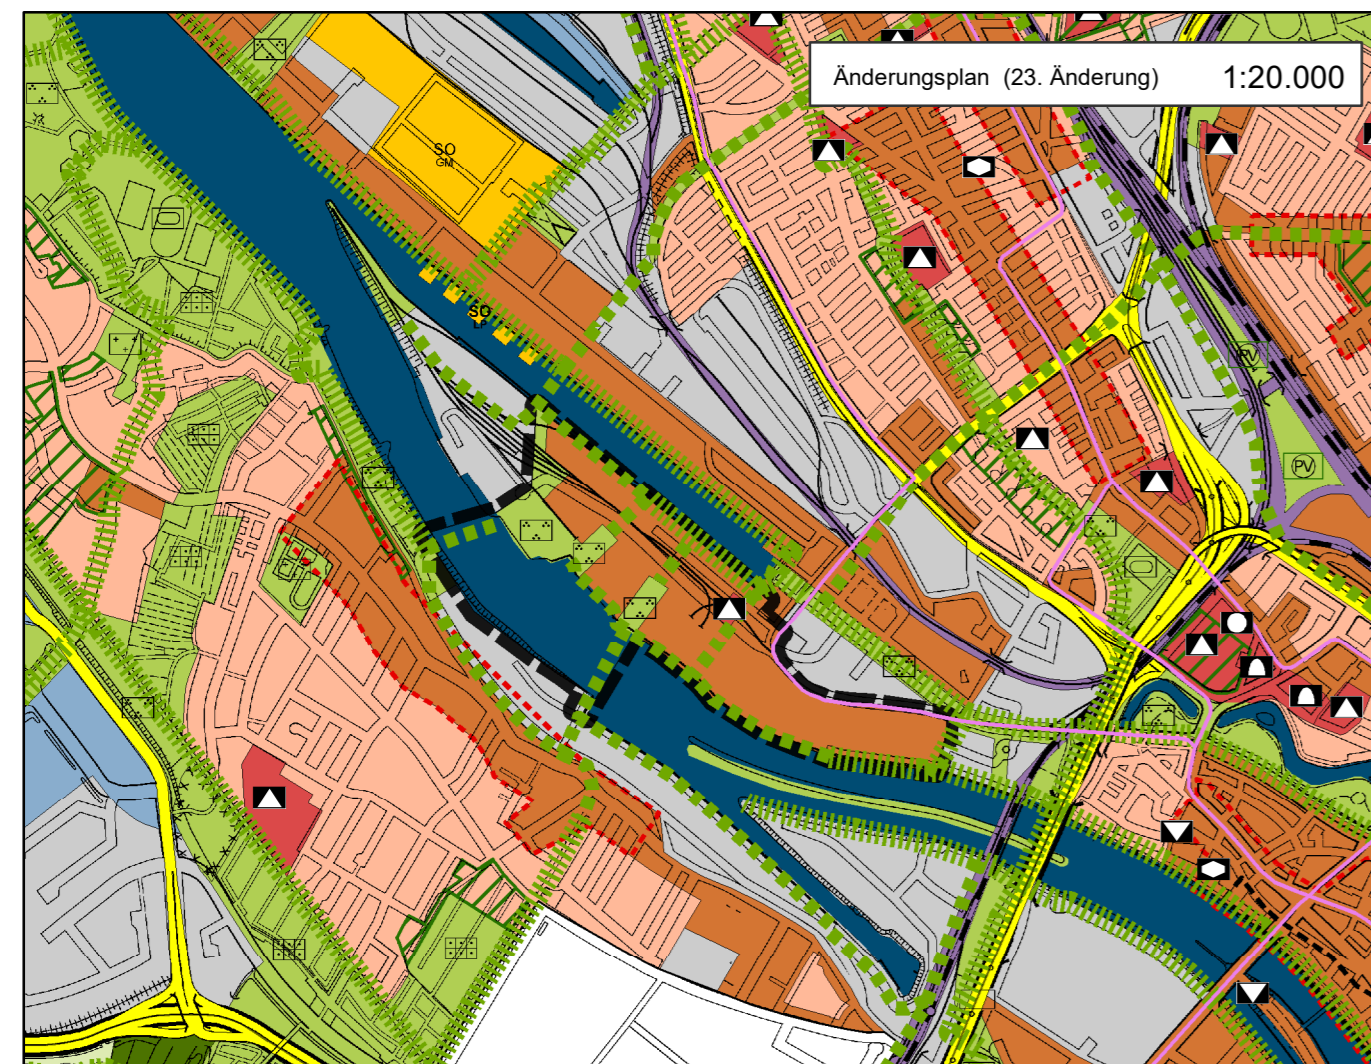 Änderungsplan (23. Änderung) 1:20.000
SO
GM
SO
LP
PV
PV